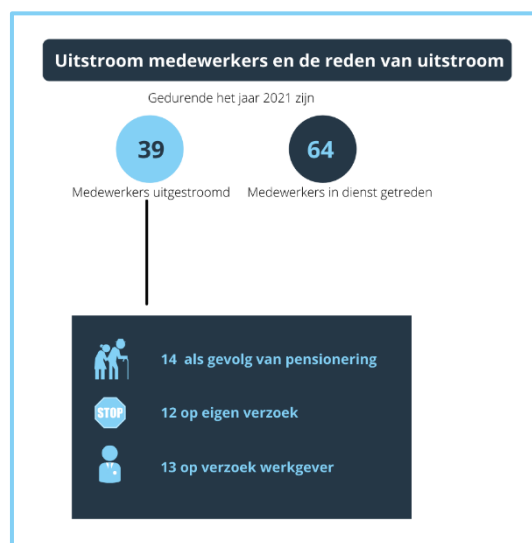 Uitstroom medewerkers en de reden van uitstroom
Gedurende het jaar 2021 zijn
39 64
Medewerkers uitgestroomd Medewerkers in dienst getreden
14 als gevolg van pensionering
STOP 12 op eigen verzoek
13 op verzoek werkgever